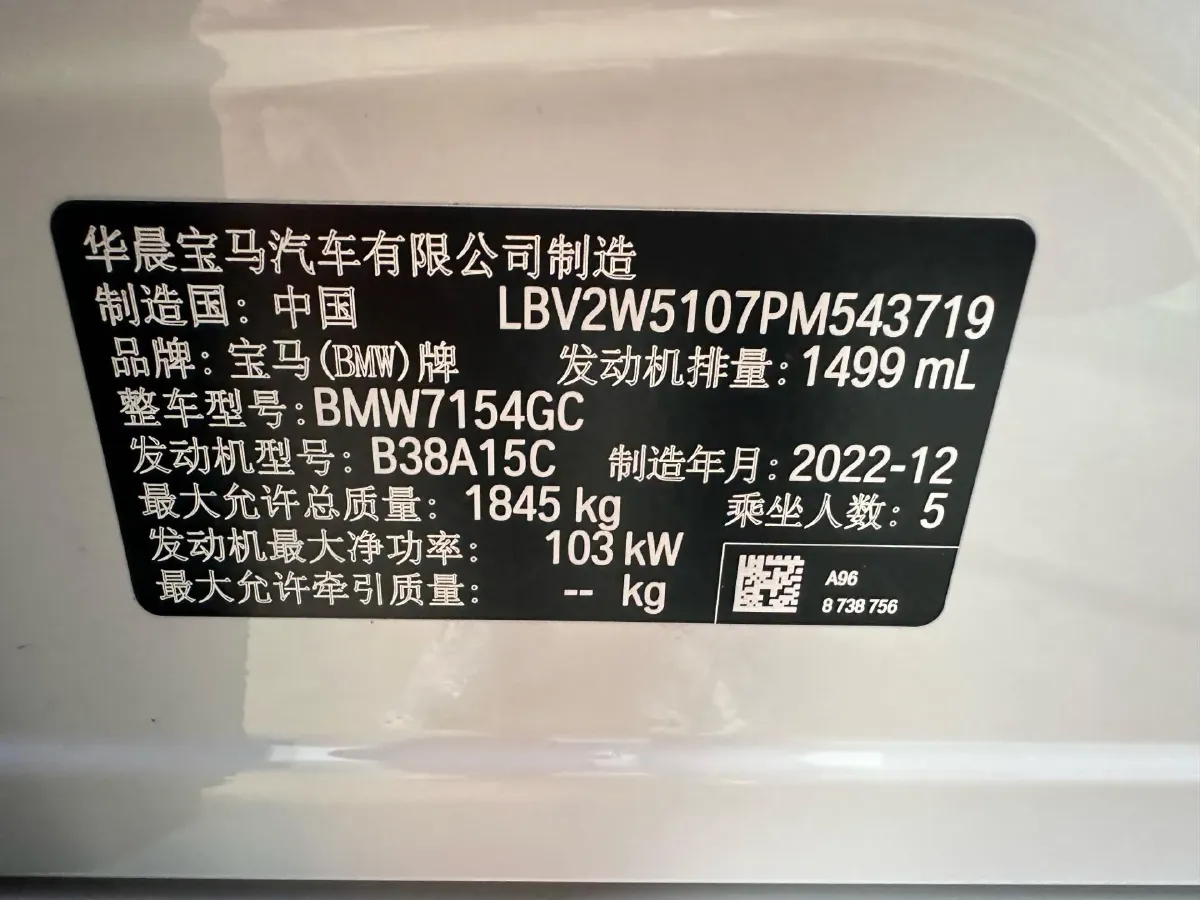 华晨宝马汽车有限公司制造
制造国：中国 LBV2W5107PM543719
品牌：宝马(BMW)牌 发动机排量：1499 mL
整车型号：BMW7154GC
发动机型号：B38A15C 制造年月：2022-12
最大允许总质量：1845 kg 乘坐人数：5
发动机最大净功率：103 kW
最大允许牵引质量：-- kg
A96
8 738 756